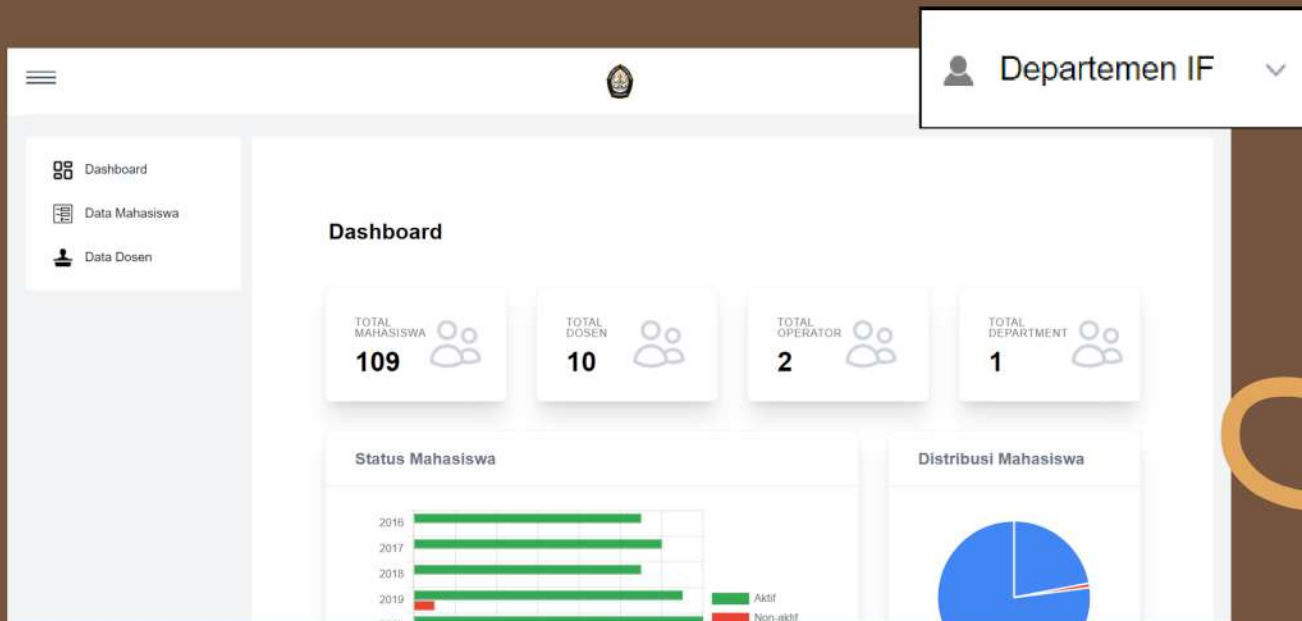 Departemen IF
Dashboard
Data Mahasiswa
Data Dosen
Dashboard
TOTAL
MAHASISWA
109
TOTAL
DOSEN
10
TOTAL
OPERATOR
2
TOTAL
DEPARTMENT
1
Status Mahasiswa
2016
2017
2018
2019
Aktif
Non-aktif
Distribusi Mahasiswa